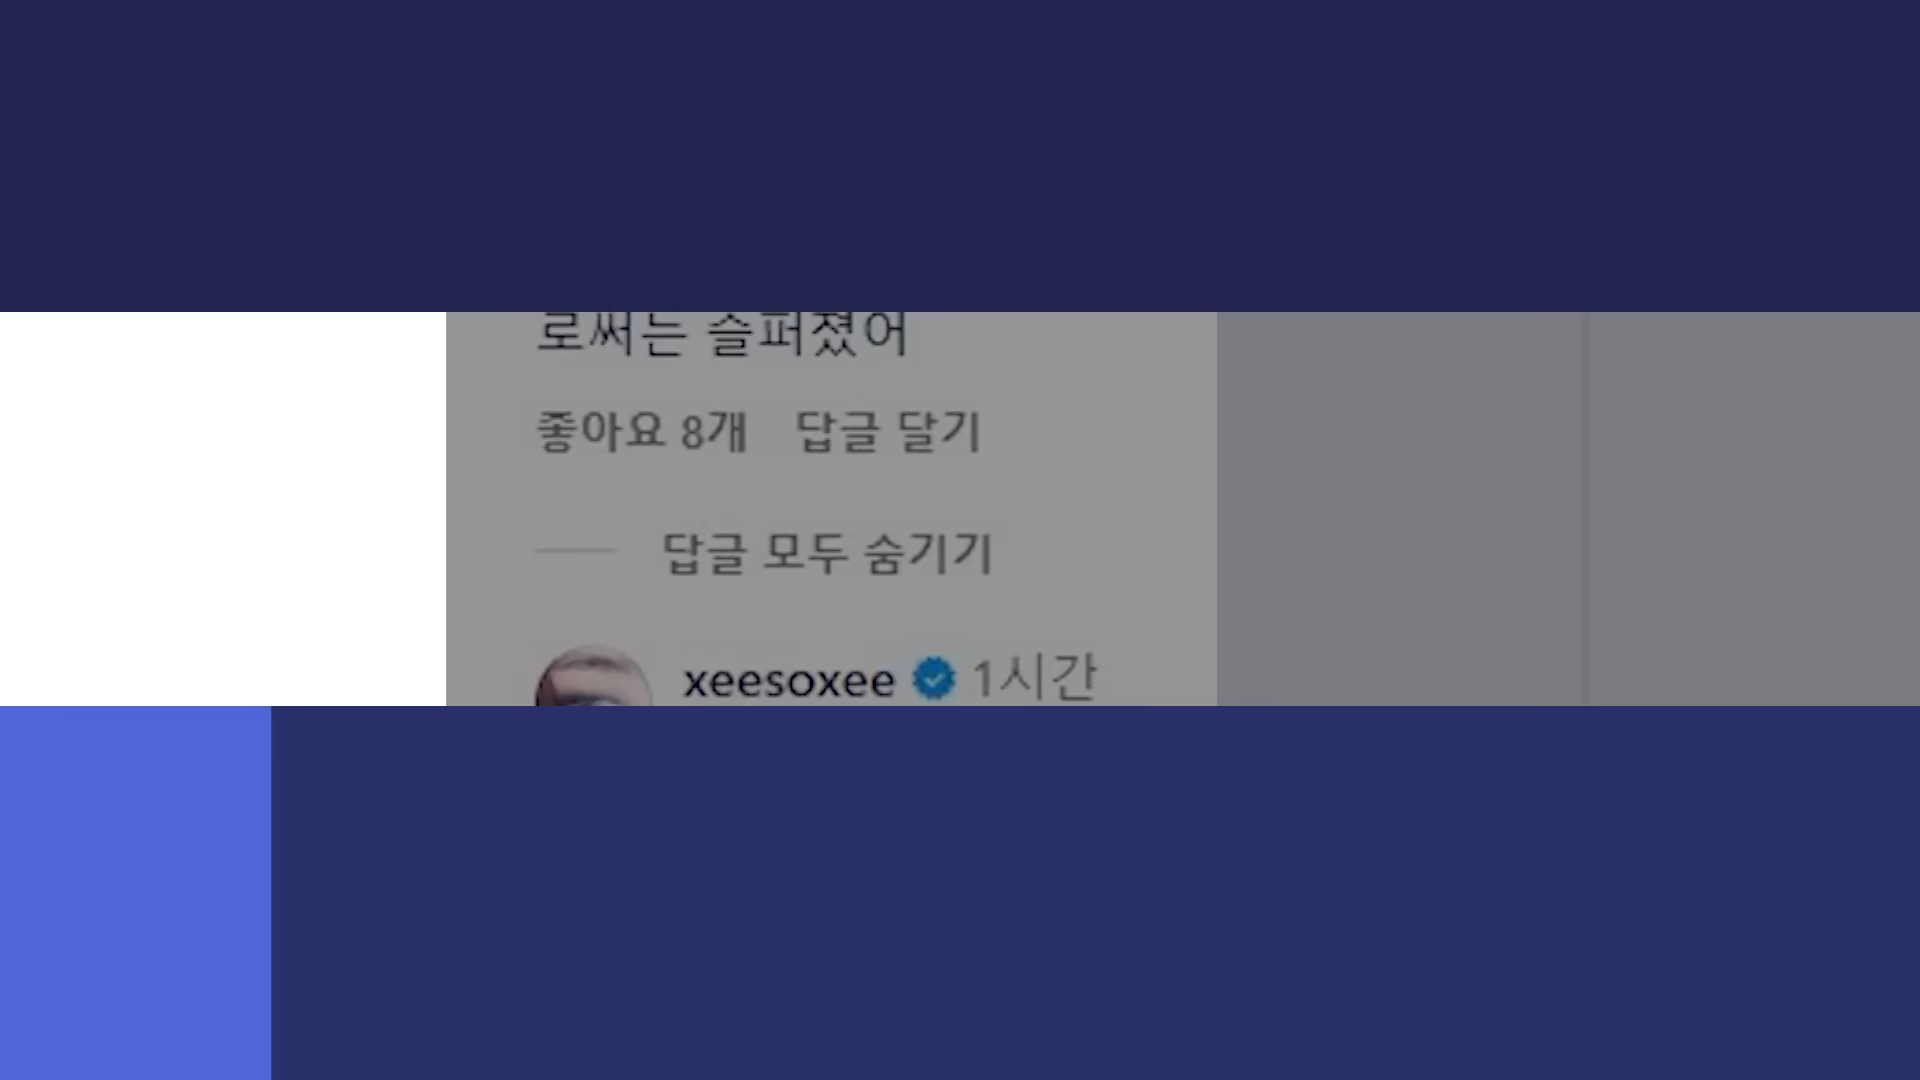 로써는 슬퍼졌어
좋아요 8개 답글 달기
답글 모두 숨기기
xeesoxee 1시간